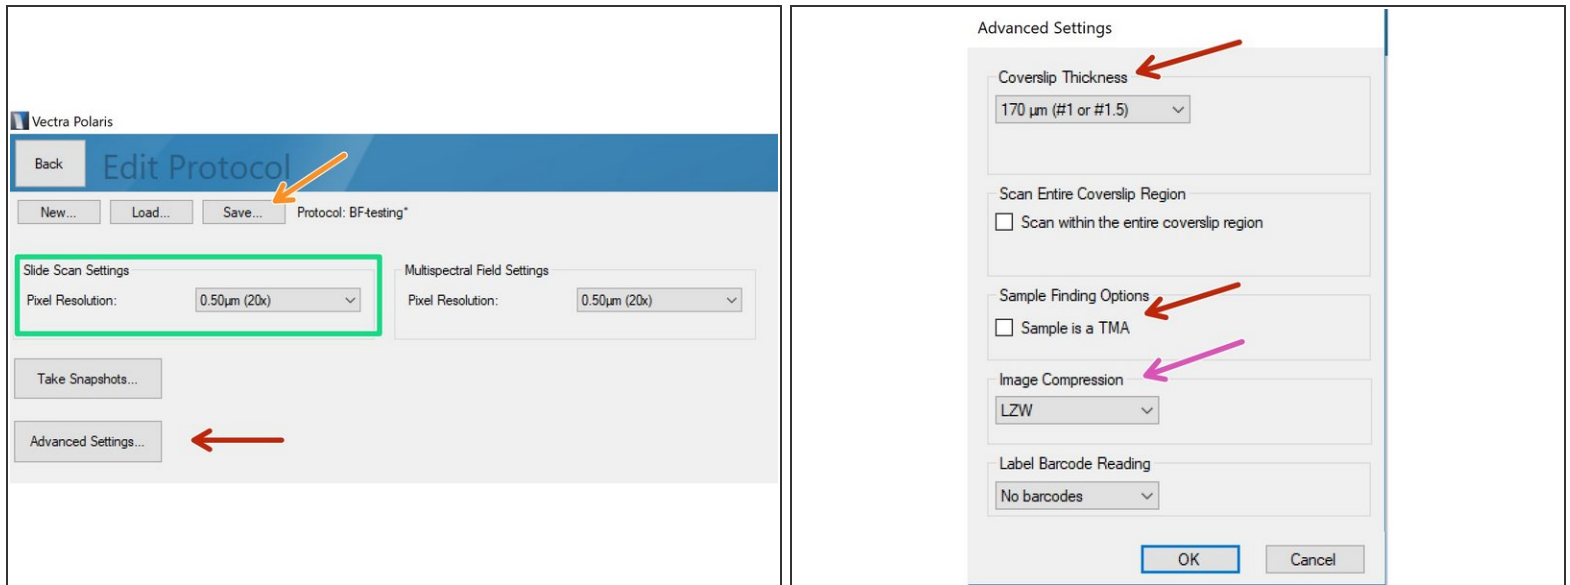 Vectra Polaris
Back
Edit Protocol
New...
Load...
Save...
Protocol: BF-testing*
Slide Scan Settings
Pixel Resolution:
0.50µm (20x)
Multispectral Field Settings
Pixel Resolution:
0.50µm (20x)
Take Snapshots...
Advanced Settings...
Advanced Settings
Coverslip Thickness
170 µm (#1 or #1.5)
Scan Entire Coverslip Region
Scan within the entire coverslip region
Sample Finding Options
Sample is a TMA
Image Compression
LZW
Label Barcode Reading
No barcodes
OK
Cancel